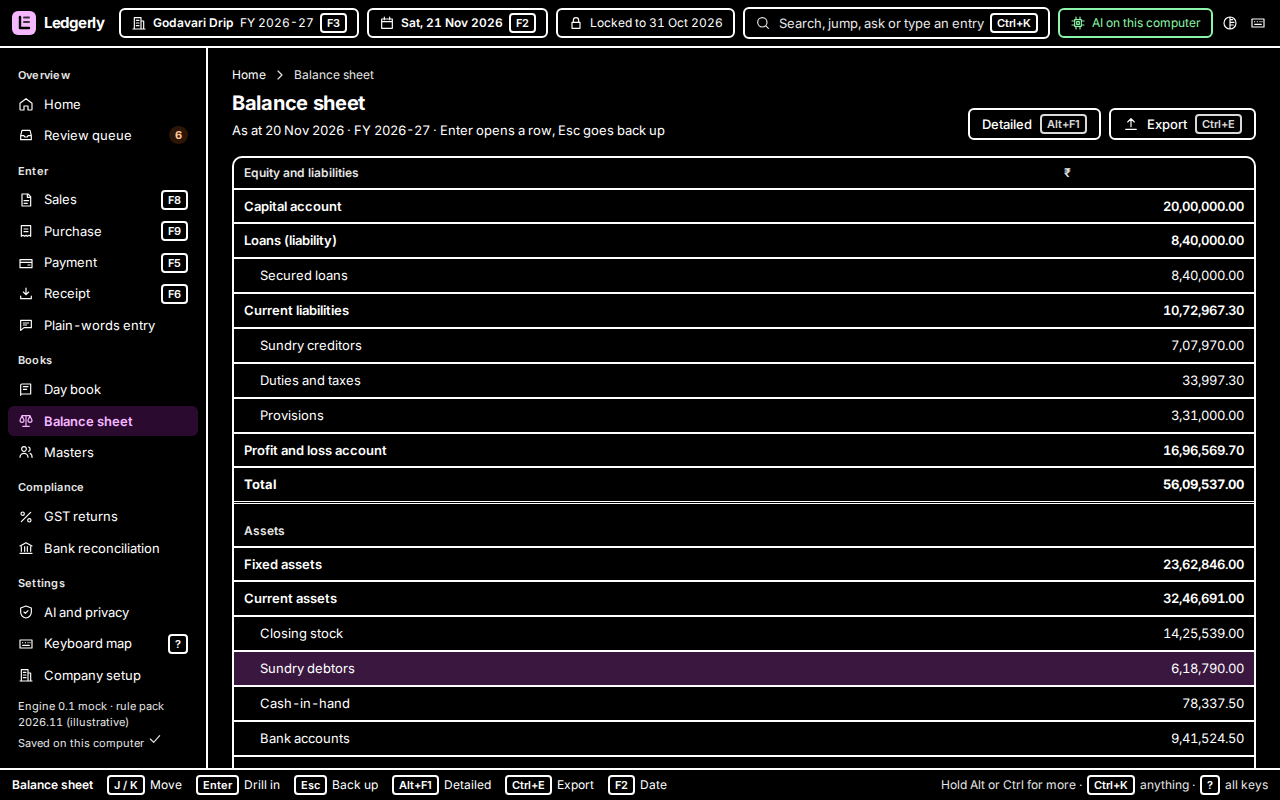 Ledgerly
Godavari Drip FY 2026-27 F3
Sat, 21 Nov 2026 F2
Locked to 31 Oct 2026
Search, jump, ask or type an entry Ctrl+K
AI on this computer
Overview
Home
Review queue 6
Enter
Sales F8
Purchase F9
Payment F5
Receipt F6
Plain-words entry
Books
Day book
Balance sheet
Masters
Compliance
GST returns
Bank reconciliation
Settings
AI and privacy
Keyboard map ?
Company setup
Engine 0.1 mock · rule pack
2026.11 (illustrative)
Saved on this computer
Home > Balance sheet
Balance sheet
As at 20 Nov 2026 · FY 2026-27 · Enter opens a row, Esc goes back up
Detailed Alt+F1
Export Ctrl+E
Equity and liabilities ₹
Capital account 20,00,000.00
Loans (liability) 8,40,000.00
Secured loans 8,40,000.00
Current liabilities 10,72,967.30
Sundry creditors 7,07,970.00
Duties and taxes 33,997.30
Provisions 3,31,000.00
Profit and loss account 16,96,569.70
Total 56,09,537.00
Assets
Fixed assets 23,62,846.00
Current assets 32,46,691.00
Closing stock 14,25,539.00
Sundry debtors 6,18,790.00
Cash-in-hand 78,337.50
Bank accounts 9,41,524.50
Balance sheet J / K Move Enter Drill in Esc Back up Alt+F1 Detailed Ctrl+E Export F2 Date Hold Alt or Ctrl for more · Ctrl+K anything · ? all keys